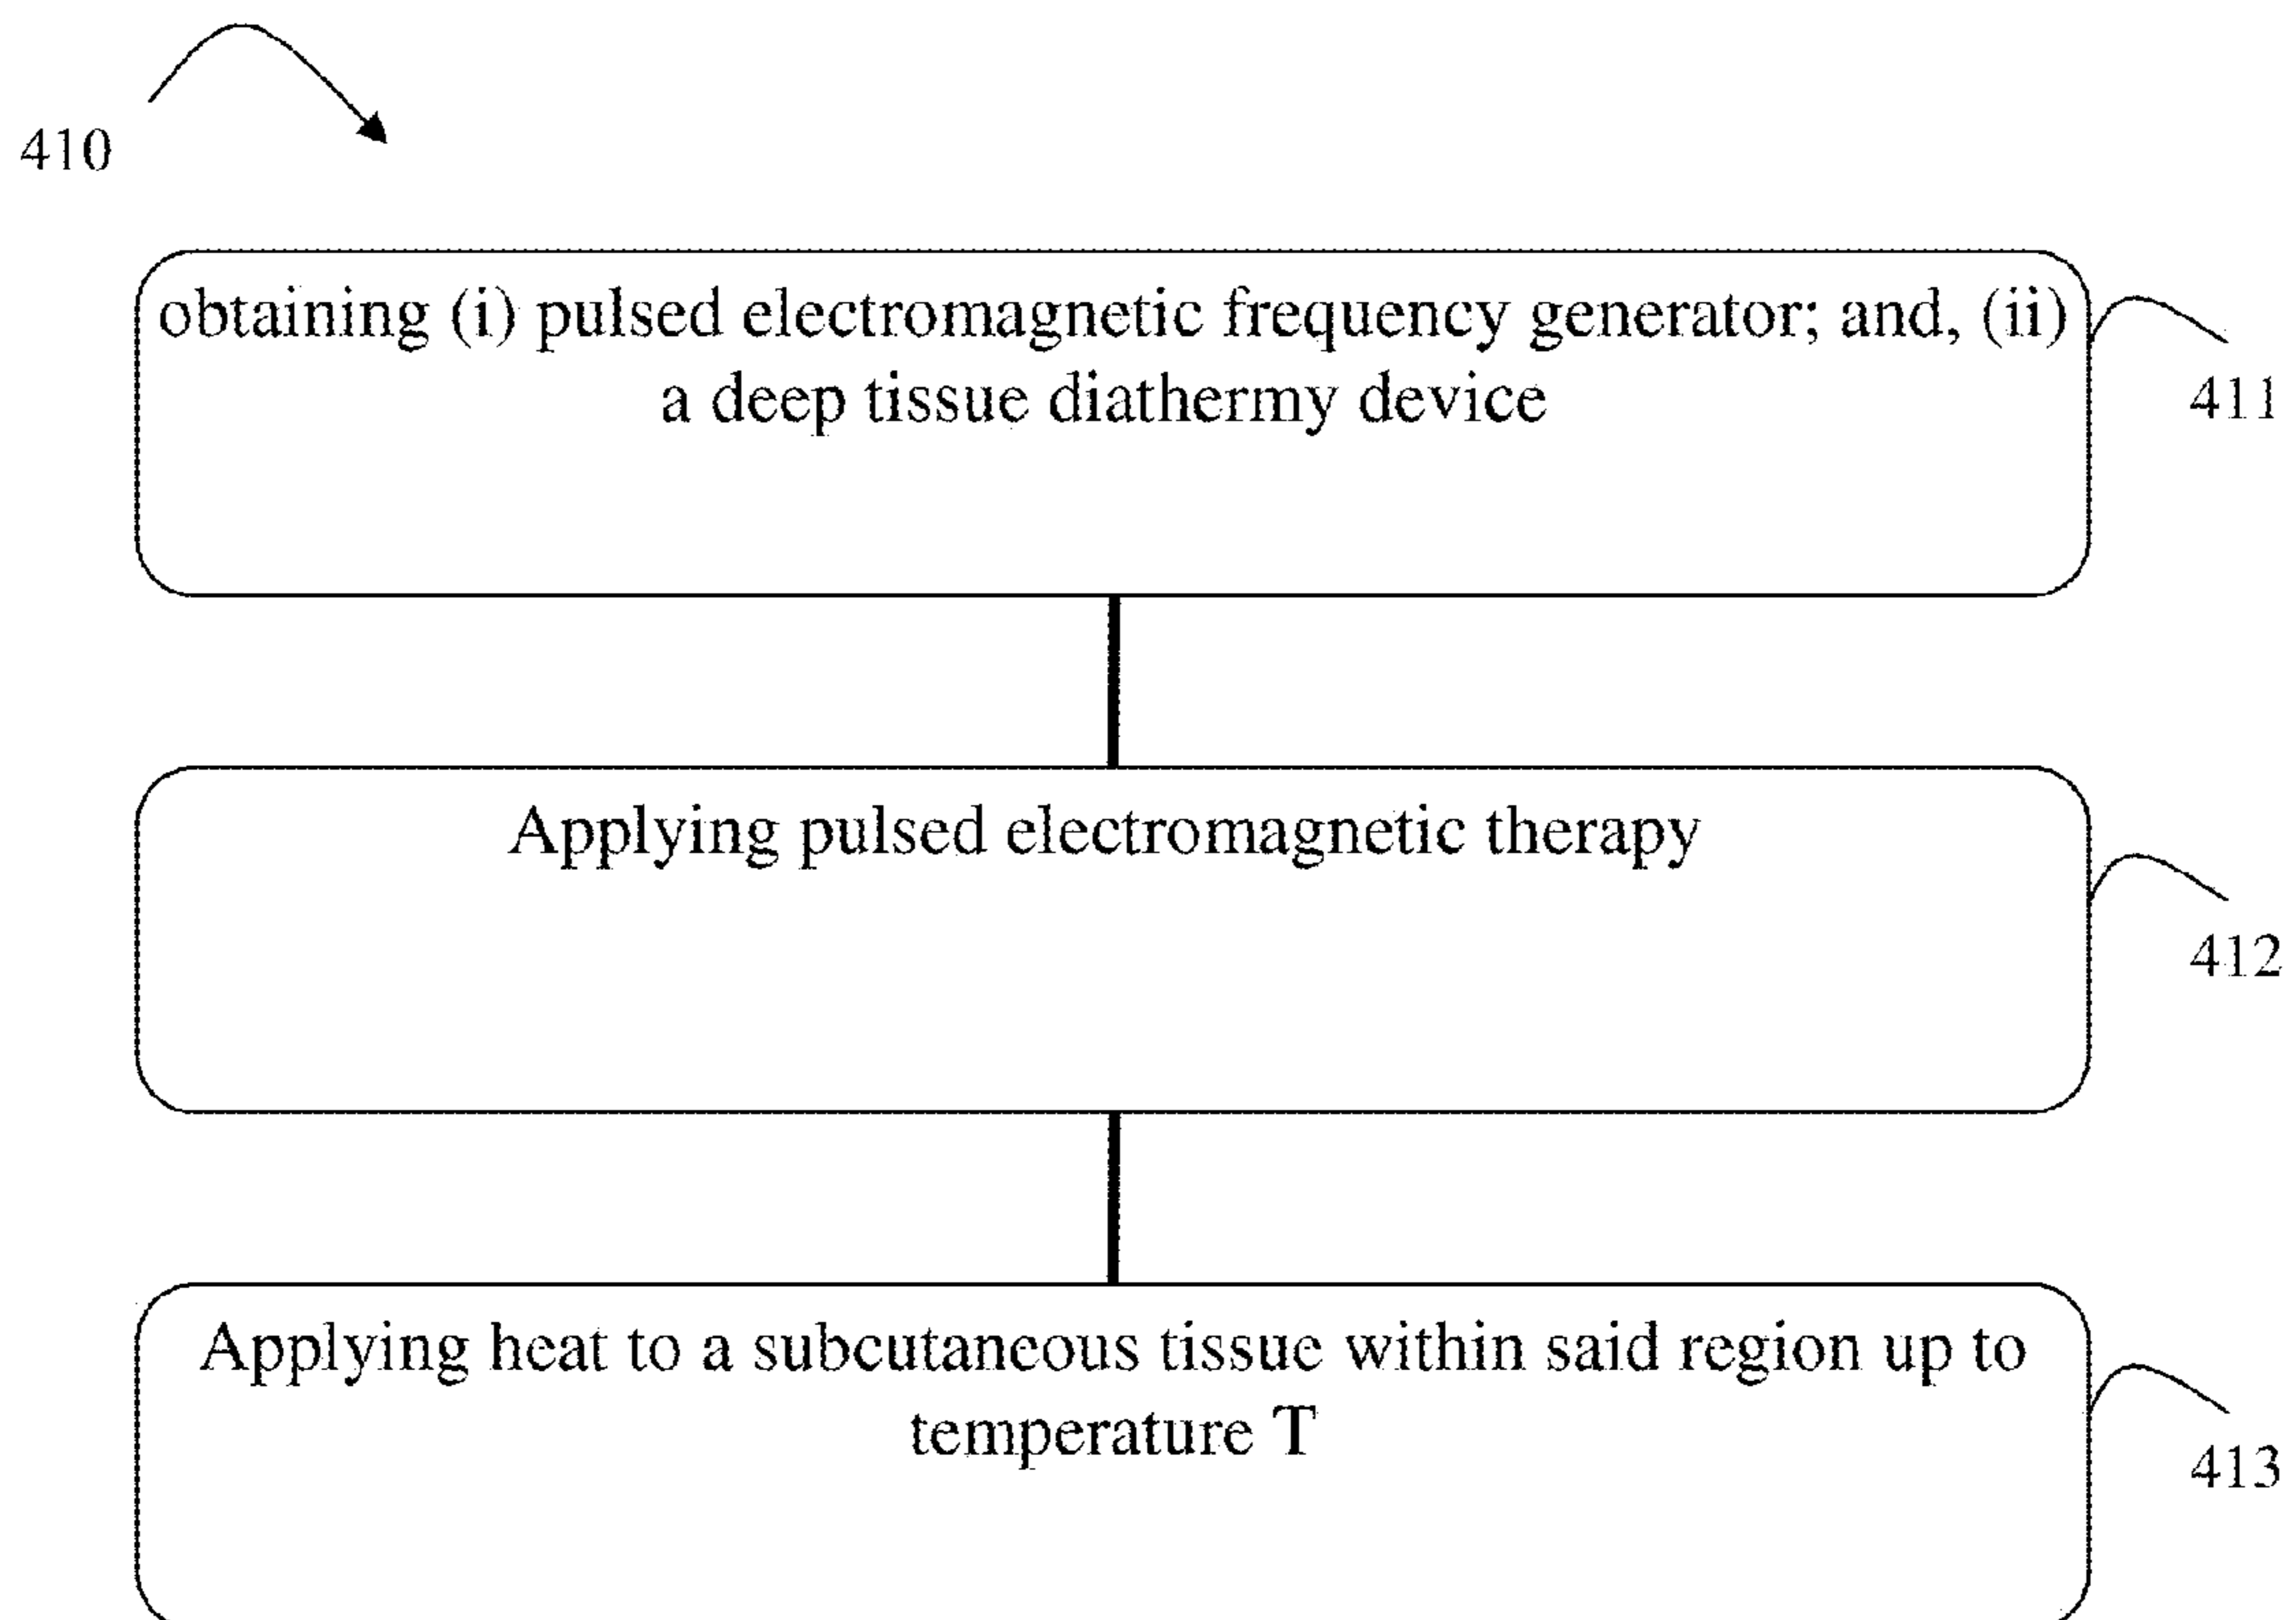 410
obtaining (i) pulsed electromagnetic frequency generator; and, (ii)
a deep tissue diathermy device
411
Applying pulsed electromagnetic therapy
412
Applying heat to a subcutaneous tissue within said region up to
temperature T
413